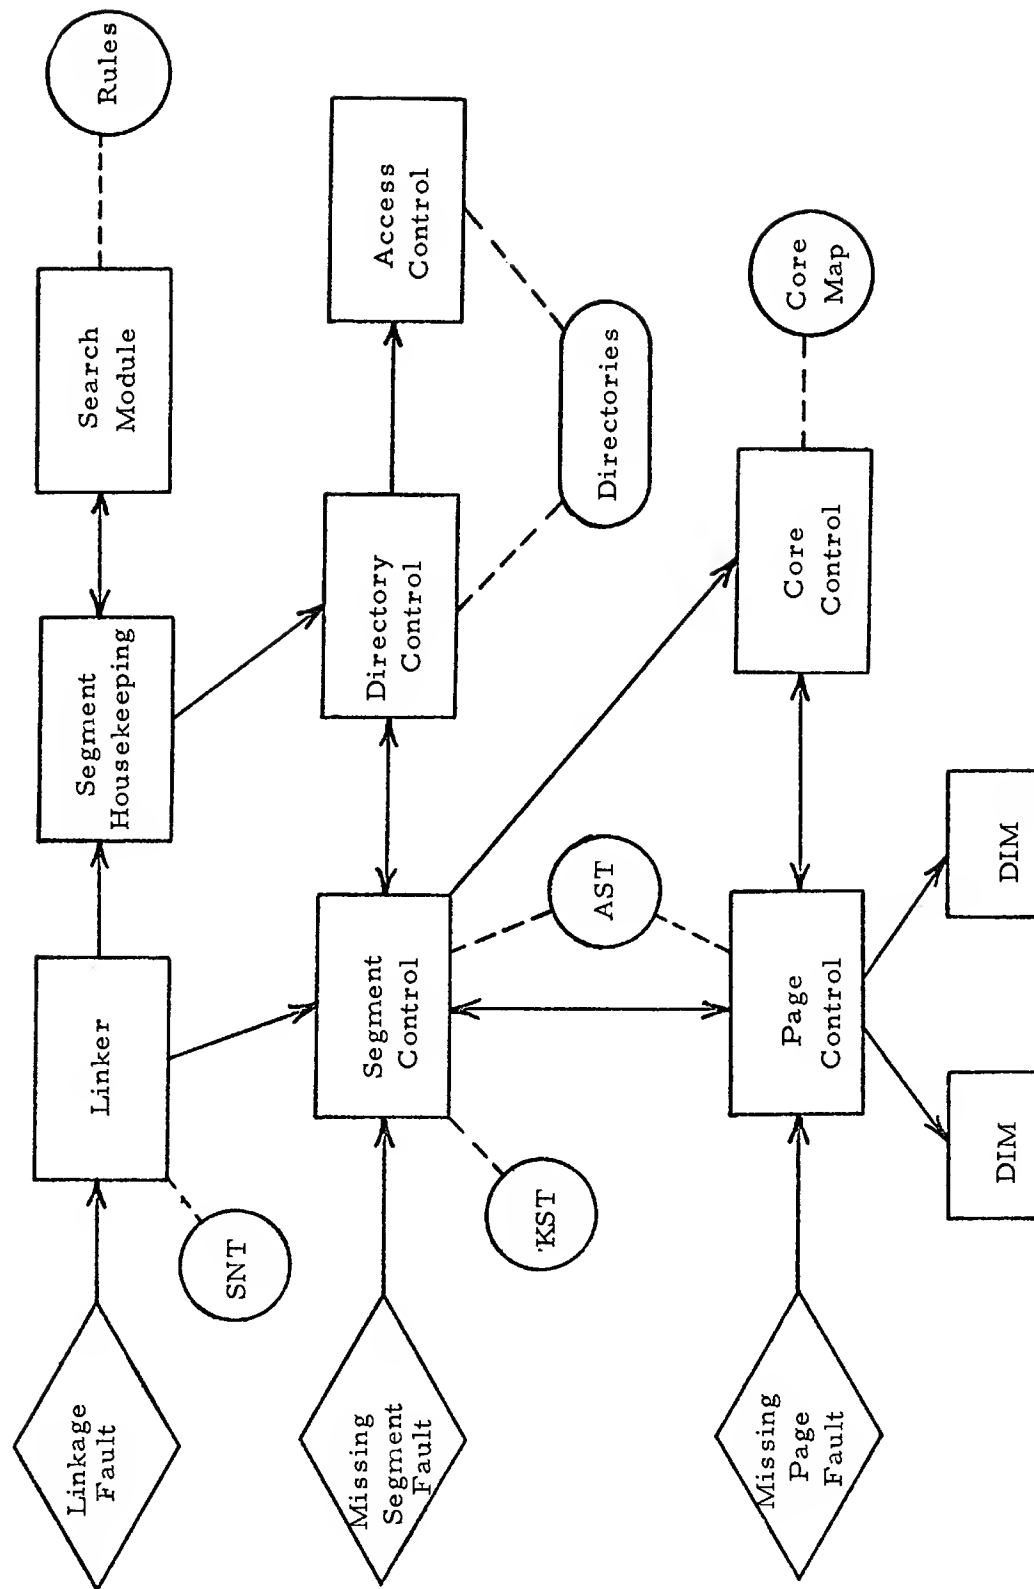 Linkage
Fault
SNT
Linker
Segment
Housekeeping
Search
Module
Rules
Missing
Segment
Fault
KST
Segment
Control
Directory
Control
Access
Control
AST
Directories
Missing
Page
Fault
Page
Control
Core
Control
Core
Map
DIM
DIM